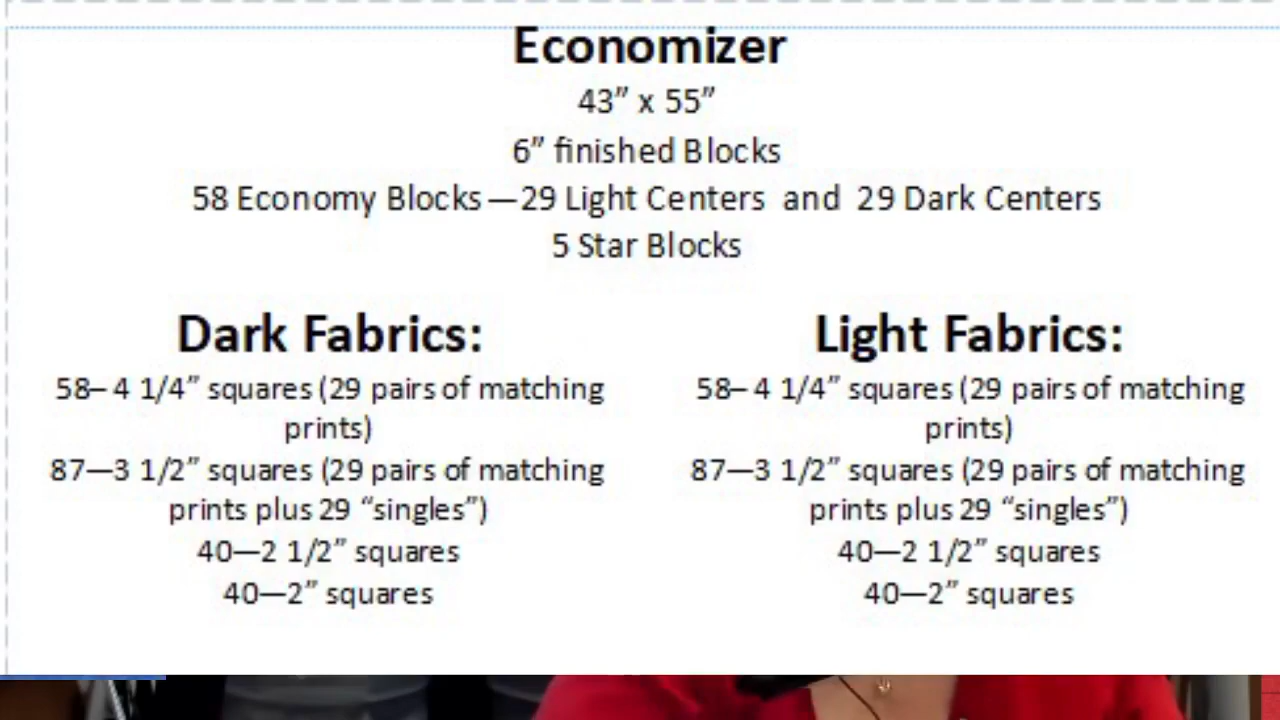 Economizer
43” x 55”
6” finished Blocks
58 Economy Blocks—29 Light Centers and 29 Dark Centers
5 Star Blocks
Dark Fabrics:
58– 4 1/4” squares (29 pairs of matching
prints)
87—3 1/2” squares (29 pairs of matching
prints plus 29 “singles”)
40—2 1/2” squares
40—2” squares
Light Fabrics:
58– 4 1/4” squares (29 pairs of matching
prints)
87—3 1/2” squares (29 pairs of matching
prints plus 29 “singles”)
40—2 1/2” squares
40—2” squares